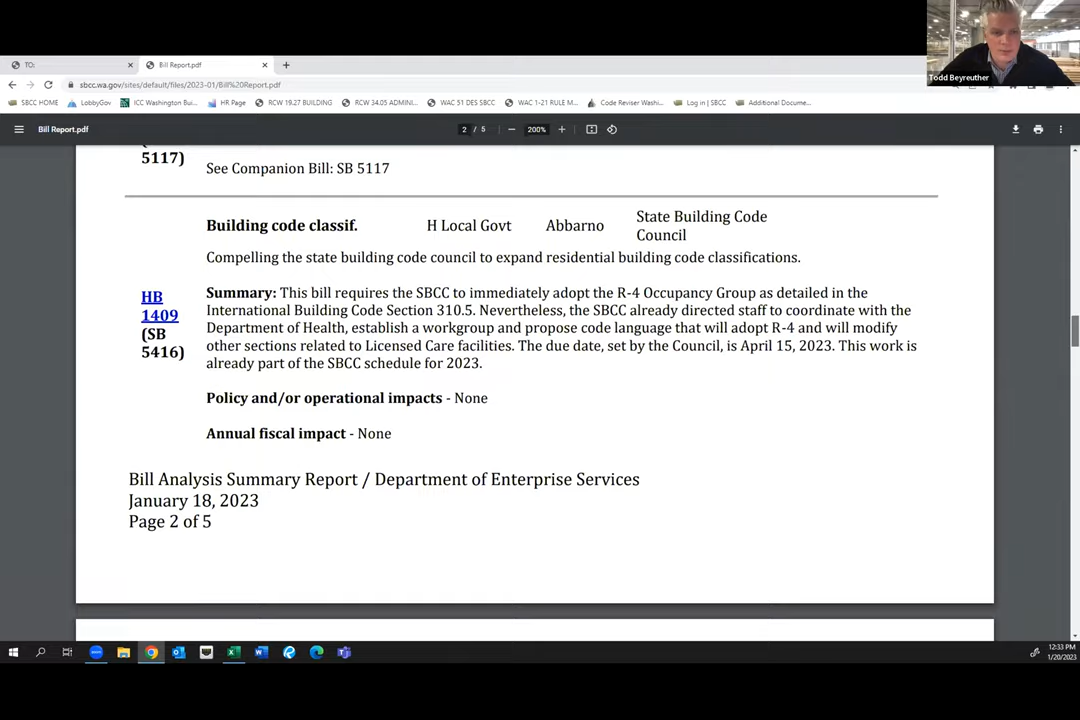 Todd Beyreuther
TO:
Bill Report.pdf
sbcc.wa.gov/sites/default/files/2023-01/Bill%20Report.pdf
SBCC HOME
LobbyGov
ICC Washington Bui...
HR Page
RCW 19.27 BUILDING
RCW 34.05 ADMINI...
WAC 51 DES SBCC
WAC 1-21 RULE M...
Code Reviser Washi...
Log in | SBCC
Additional Docume...
Bill Report.pdf
2 / 5
200%
5117)
See Companion Bill: SB 5117
Building code classif.
H Local Govt
Abbarno
State Building Code
Council
Compelling the state building code council to expand residential building code classifications.
HB
1409
(SB
5416)
Summary: This bill requires the SBCC to immediately adopt the R-4 Occupancy Group as detailed in the
International Building Code Section 310.5. Nevertheless, the SBCC already directed staff to coordinate with the
Department of Health, establish a workgroup and propose code language that will adopt R-4 and will modify
other sections related to Licensed Care facilities. The due date, set by the Council, is April 15, 2023. This work is
already part of the SBCC schedule for 2023.
Policy and/or operational impacts - None
Annual fiscal impact - None
Bill Analysis Summary Report / Department of Enterprise Services
January 18, 2023
Page 2 of 5
12:33 PM
1/20/2023